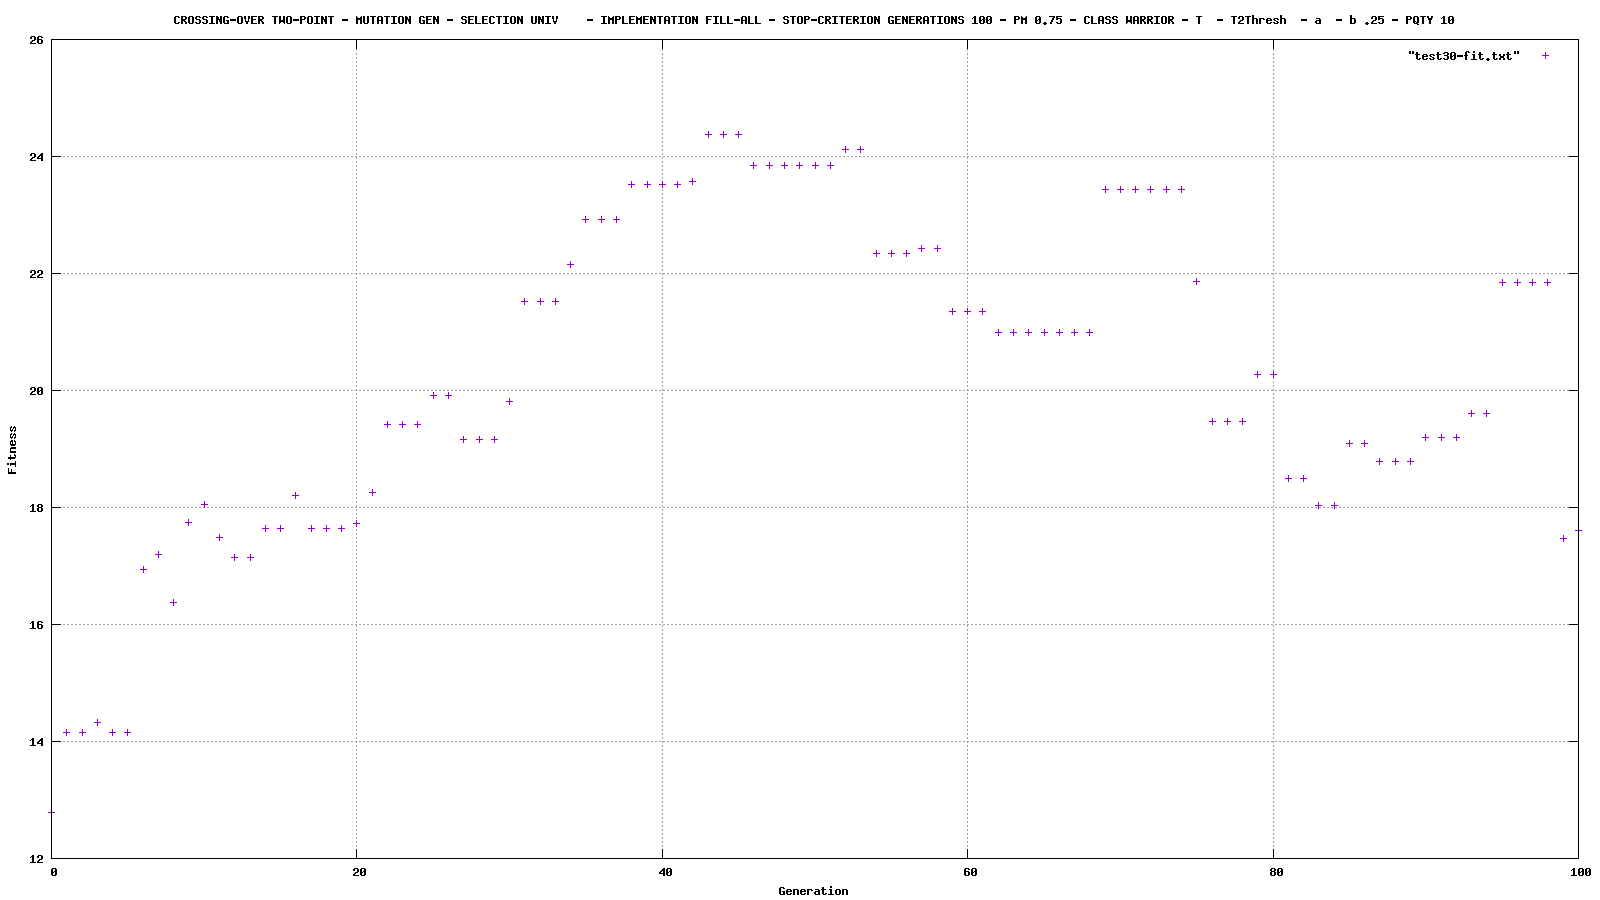 CROSSING-OVER TWO-POINT - MUTATION GEN - SELECTION UNIV    - IMPLEMENTATION FILL-ALL - STOP-CRITERION GENERATIONS 100 - PM 0.75 - CLASS WARRIOR - T  - T2Thresh  - a  - b .25 - PQTY 10
"test30-fit.txt"
26
24
22
20
18
16
14
12
Fitness
0 20 40 60 80 100
Generation